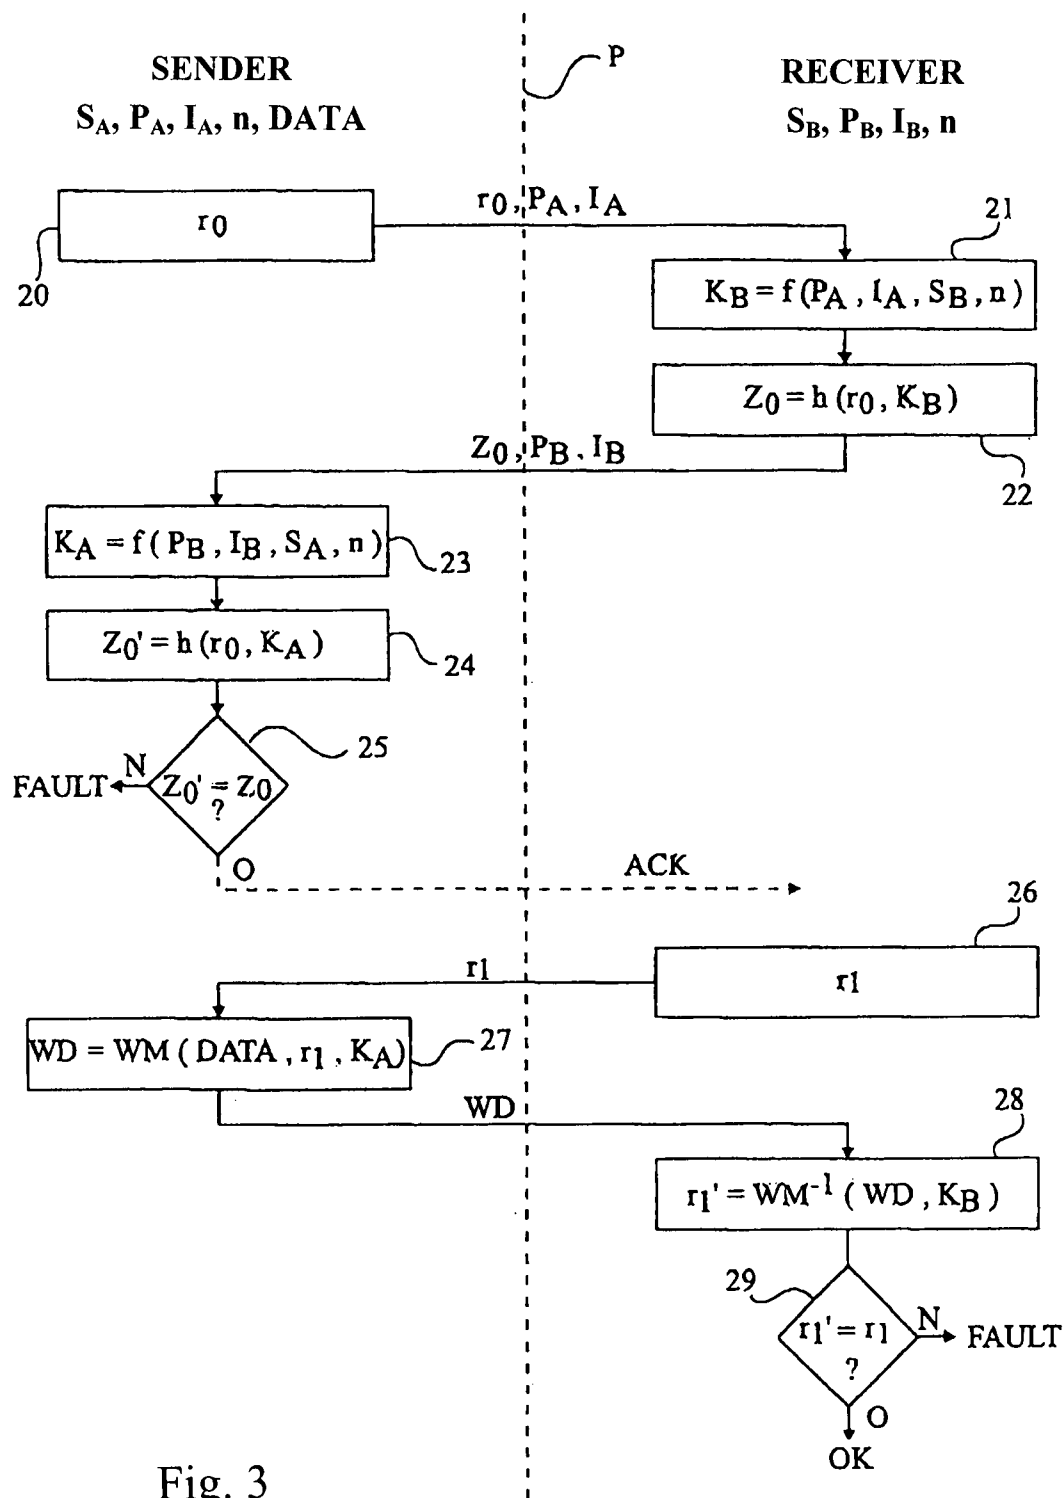 P
SENDER
S_A, P_A, I_A, n, DATA
RECEIVER
S_B, P_B, I_B, n
r0
20
r0, P_A, I_A
21
K_B = f(P_A, I_A, S_B, n)
Z0 = h(r0, K_B)
22
Z0, P_B, I_B
K_A = f(P_B, I_B, S_A, n)
23
Z0' = h(r0, K_A)
24
25
N
FAULT
Z0' = Z0
?
O
ACK
26
r1
r1
WD = WM(DATA, r1, K_A)
27
WD
28
r1' = WM⁻¹(WD, K_B)
29
r1' = r1
?
N
FAULT
O
OK
Fig. 3